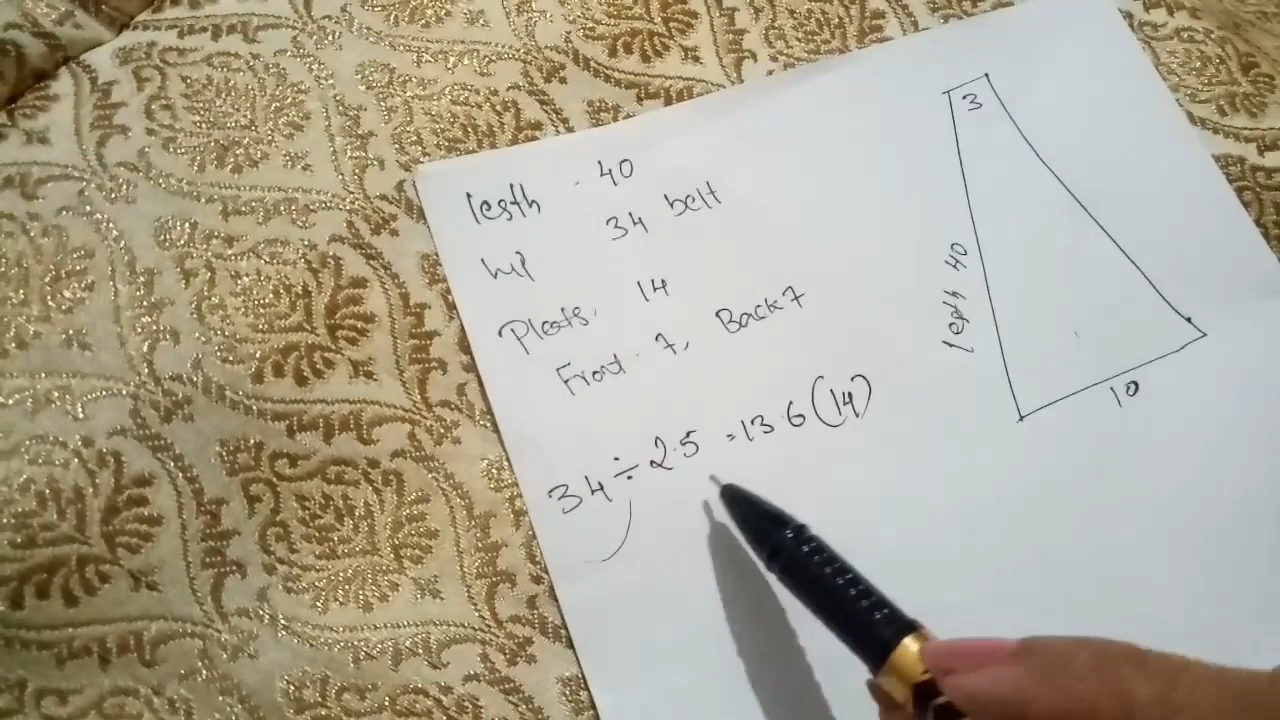 lesth - 40
hip 34 belt
Pleats. 14
Front - 7, Back 7
34 ÷ 2.5 = 13.6 (14)
3
lesth 40
10